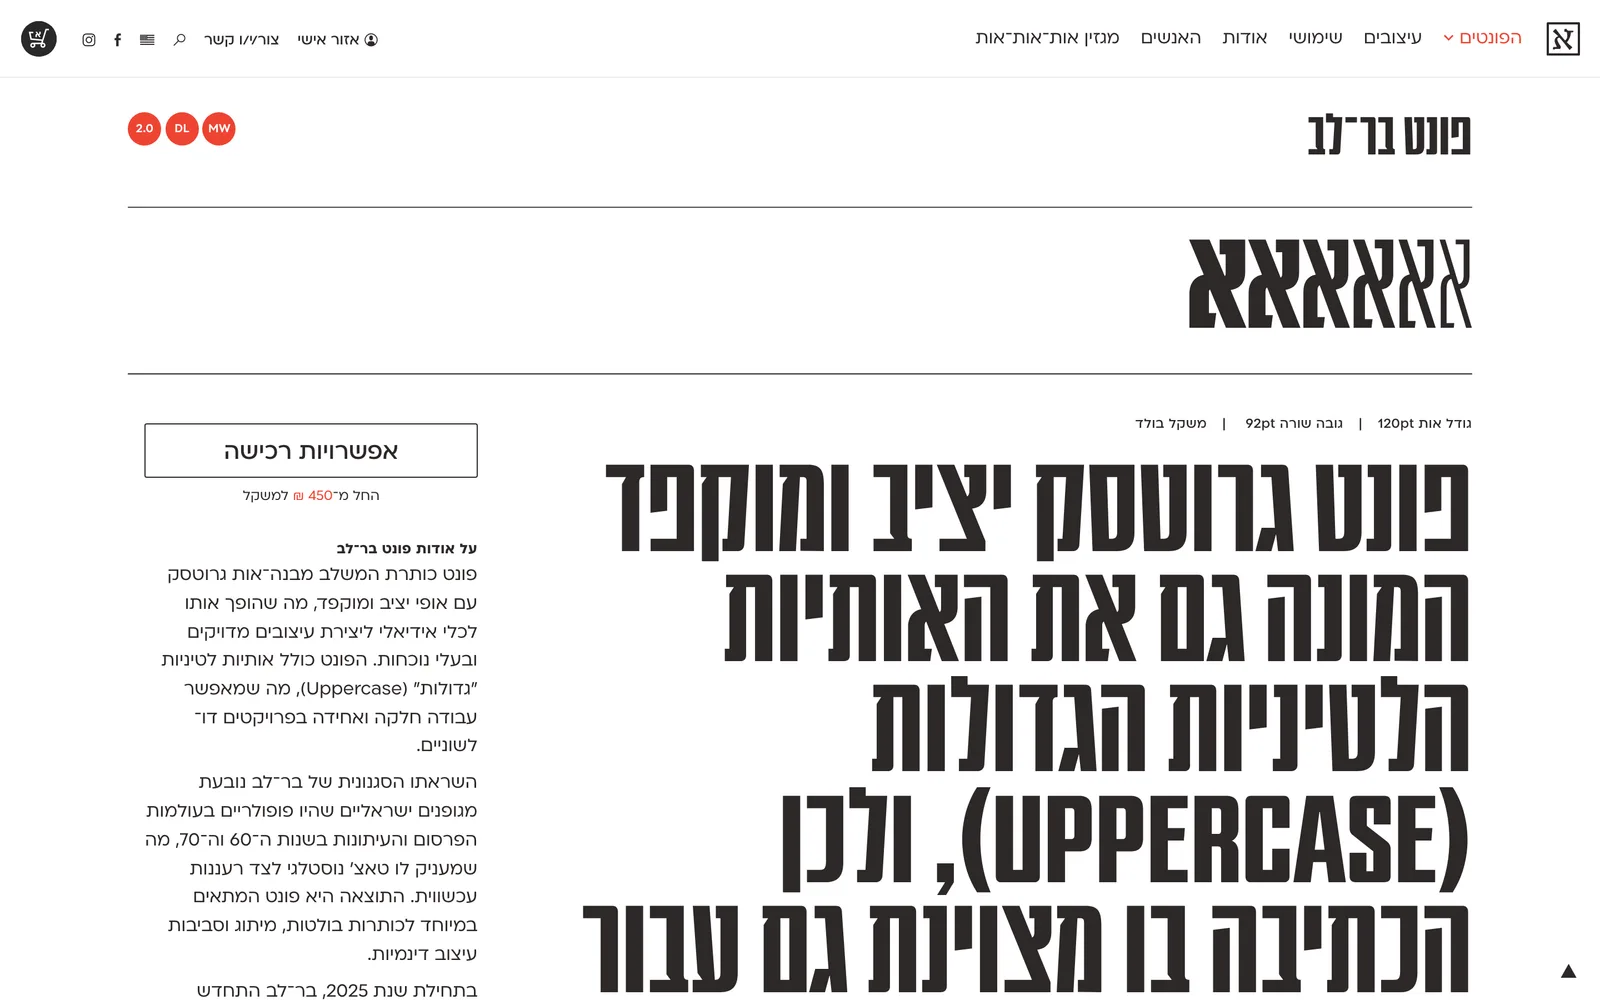 א
הפונטים
עיצובים
שימושי
אודות
האנשים
מגזין אות־אות־אות
אזור אישי
צור/י/ו קשר
א
פונט בר־לב
MW
DL
2.0
אאאאאא
גודל אות 120pt | גובה שורה 92pt | משקל בולד
פונט גרוטסק יציב ומוקפד
המונה גם את האותיות
הלטיניות הגדולות
(UPPERCASE), ולכן
הכתיבה בו מצוינת גם עבור
אפשרויות רכישה
החל מ־450 ₪ למשקל
על אודות פונט בר־לב
פונט כותרת המשלב מבנה־אות גרוטסק
עם אופי יציב ומוקפד, מה שהופך אותו
לכלי אידיאלי ליצירת עיצובים מדויקים
ובעלי נוכחות. הפונט כולל אותיות לטיניות
"גדולות" (Uppercase), מה שמאפשר
עבודה חלקה ואחידה בפרויקטים דו־
לשוניים.
השראתו הסגנונית של בר־לב נובעת
מגופנים ישראליים שהיו פופולריים בעולמות
הפרסום והעיתונות בשנות ה־60 וה־70, מה
שמעניק לו טאצ' נוסטלגי לצד רעננות
עכשווית. התוצאה היא פונט המתאים
במיוחד לכותרות בולטות, מיתוג וסביבות
עיצוב דינמיות.
בתחילת שנת 2025, בר־לב התחדש